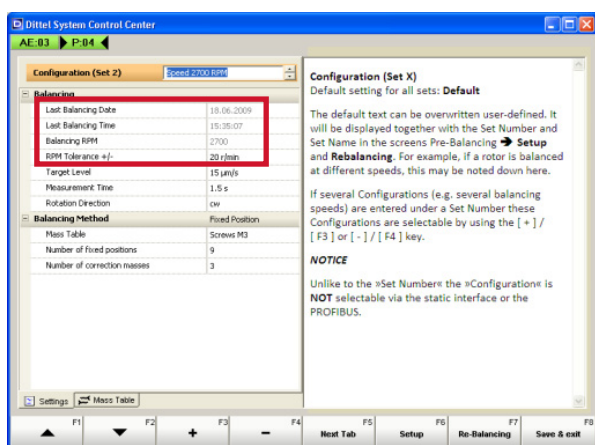 Dittel System Control Center
AE:03 P:04
Configuration (Set 2) Speed 2700 RPM
Balancing
Last Balancing Date 18.06.2009
Last Balancing Time 15:35:07
Balancing RPM 2700
RPM Tolerance +/- 20 r/min
Target Level 15 µm/s
Measurement Time 1.5 s
Rotation Direction cw
Balancing Method Fixed Position
Mass Table Screws M3
Number of fixed positions 9
Number of correction masses 3
Settings Mass Table
Configuration (Set X)
Default setting for all sets: Default
The default text can be overwritten user-defined. It
will be displayed together with the Set Number and
Set Name in the screens Pre-Balancing ➔ Setup
and Rebalancing. For example, if a rotor is balanced
at different speeds, this may be noted down here.
If several Configurations (e.g. several balancing
speeds) are entered under a Set Number these
Configurations are selectable by using the [ + ] /
[ F3 ] or [ - ] / [ F4 ] key.
NOTICE
Unlike to the »Set Number« the »Configuration« is
NOT selectable via the static interface or the
PROFIBUS.
F1 F2 F3 F4 F5 F6 F7 F8
+ - Next Tab Setup Re-Balancing Save & exit